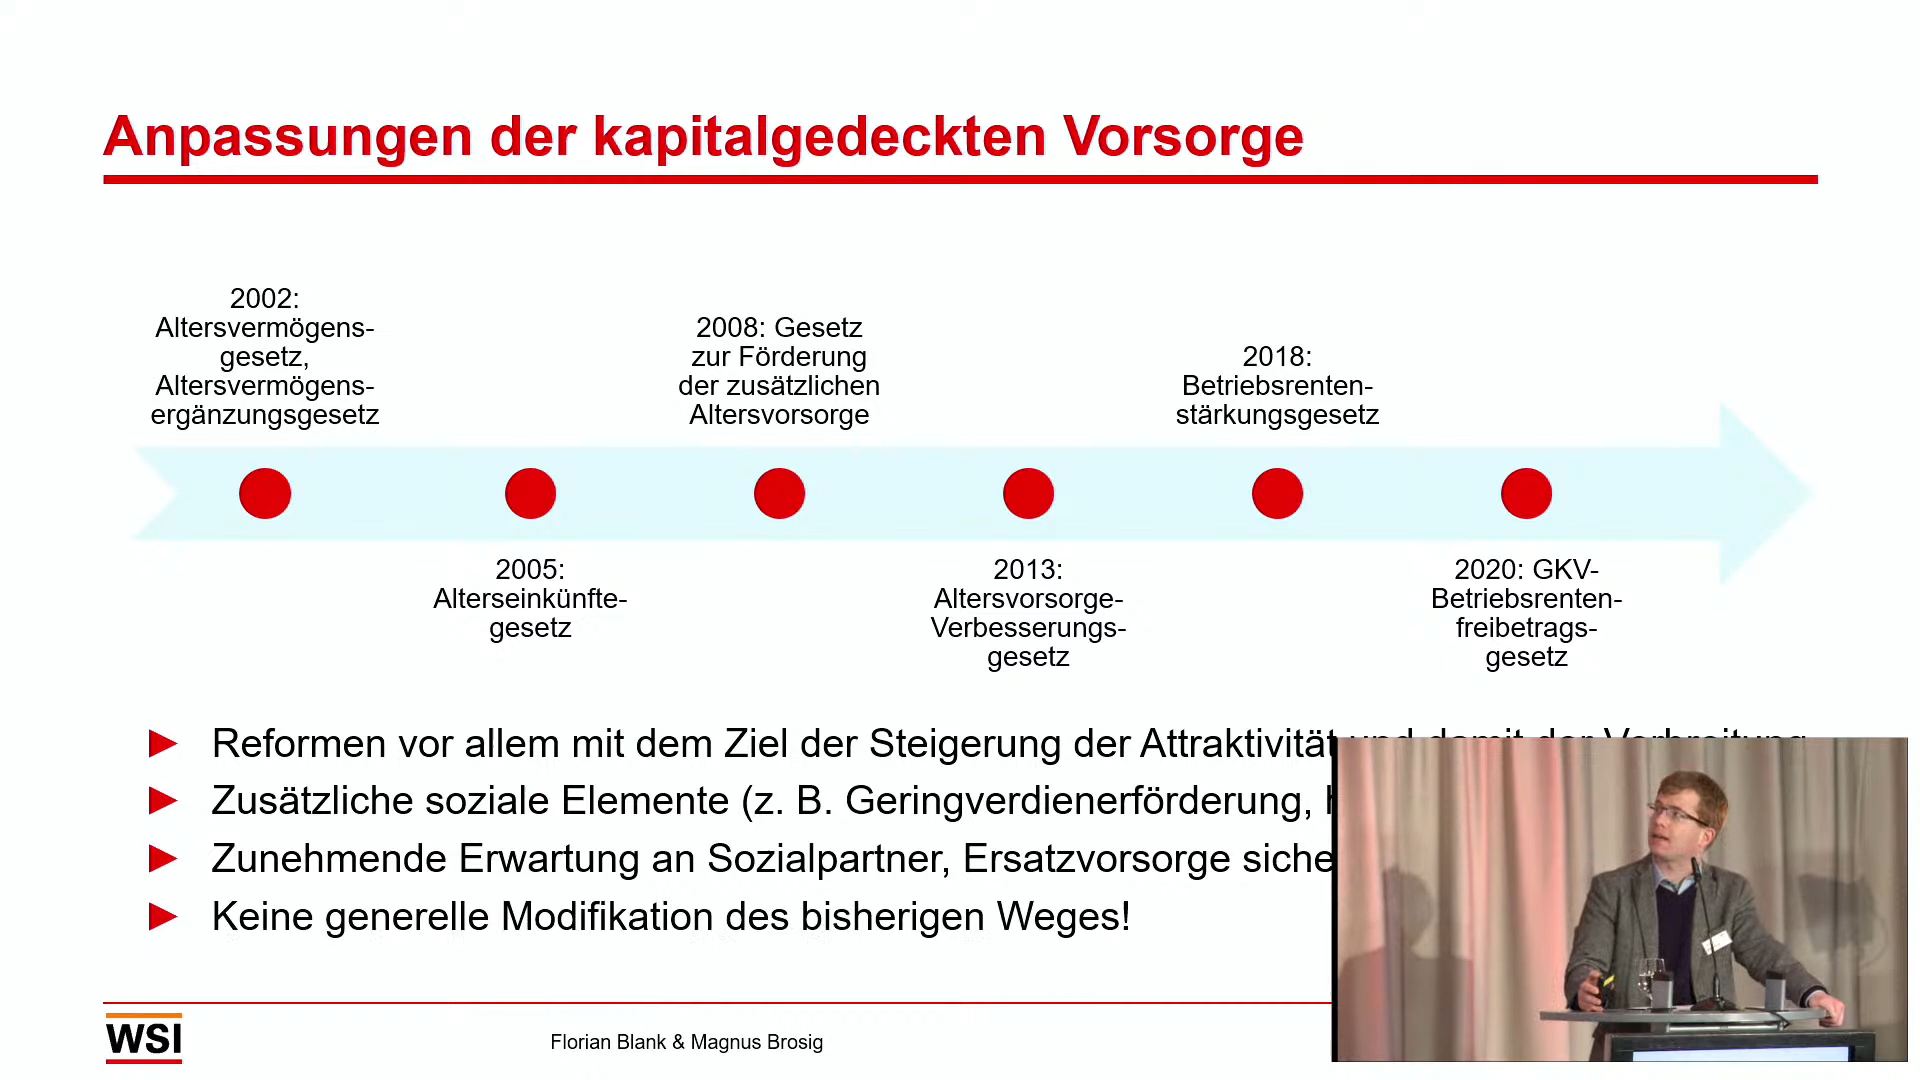 Anpassungen der kapitalgedeckten Vorsorge
2002:
Altersvermögens-
gesetz,
Altersvermögens-
ergänzungsgesetz
2005:
Alterseinkünfte-
gesetz
2008: Gesetz
zur Förderung
der zusätzlichen
Altersvorsorge
2013:
Altersvorsorge-
Verbesserungs-
gesetz
2018:
Betriebsrenten-
stärkungsgesetz
2020: GKV-
Betriebsrenten-
freibetrags-
gesetz
Reformen vor allem mit dem Ziel der Steigerung der Attraktivität und damit der Verbreitung
Zusätzliche soziale Elemente (z. B. Geringverdienerförderung,
Zunehmende Erwartung an Sozialpartner, Ersatzvorsorge
Keine generelle Modifikation des bisherigen Weges!
WSI
Florian Blank & Magnus Brosig